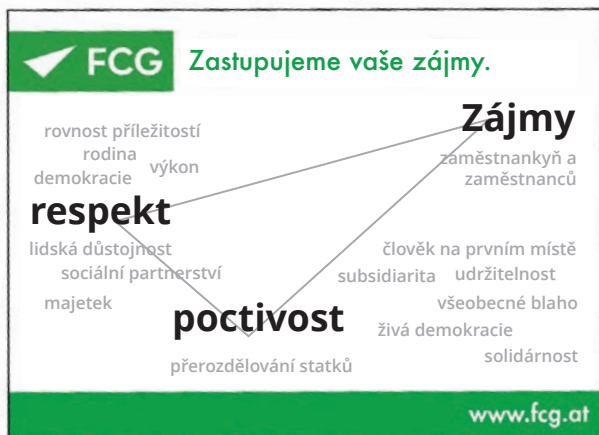 FCG
Zastupujeme vaše zájmy.
Zájmy
zaměstnankyň a
zaměstnanců
rovnost příležitostí
rodina
výkon
demokracie
respekt
lidská důstojnost
sociální partnerství
majetek
člověk na prvním místě
subsidiarita
udržitelnost
všeobecné blaho
poctivost
živá demokracie
solidárnost
přerozdělování statků
www.fcg.at